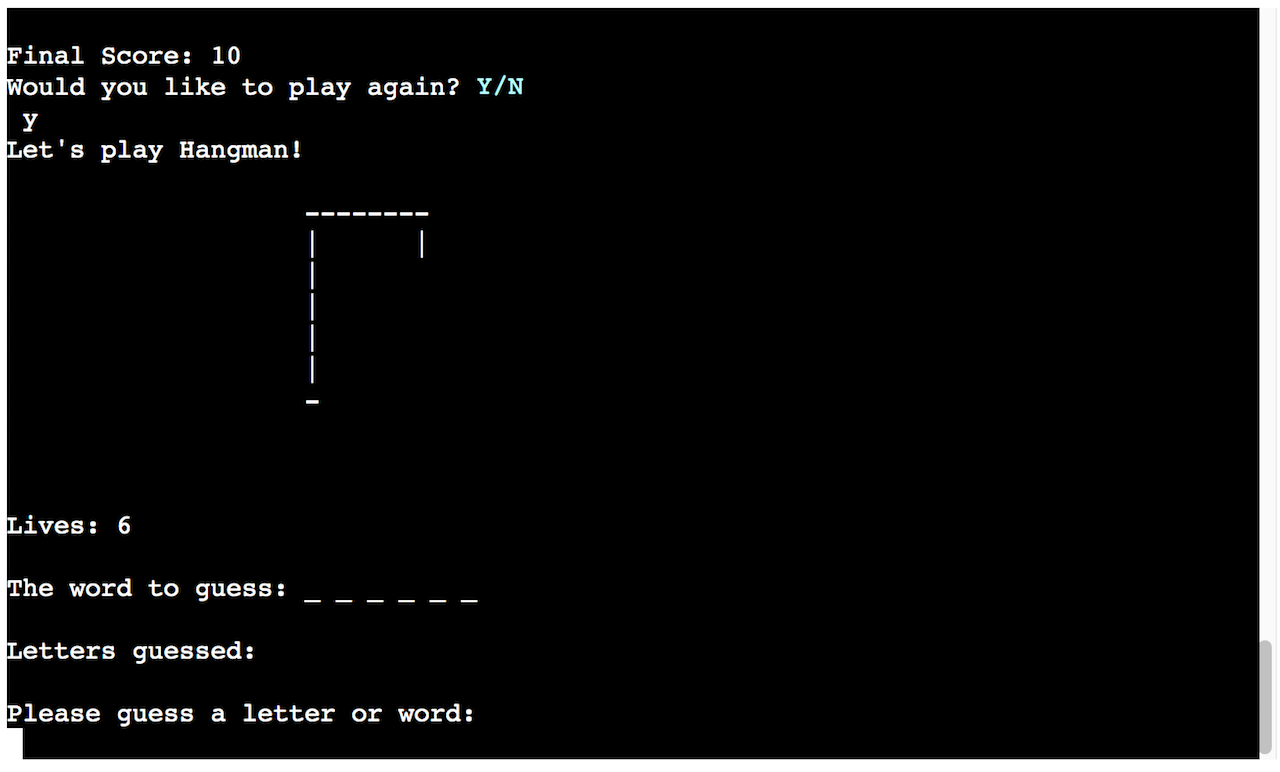 Final Score: 10
Would you like to play again? Y/N
y
Let's play Hangman!
--------
|      |
|
|
|
|
-
Lives: 6
The word to guess: _ _ _ _ _ _
Letters guessed:
Please guess a letter or word: